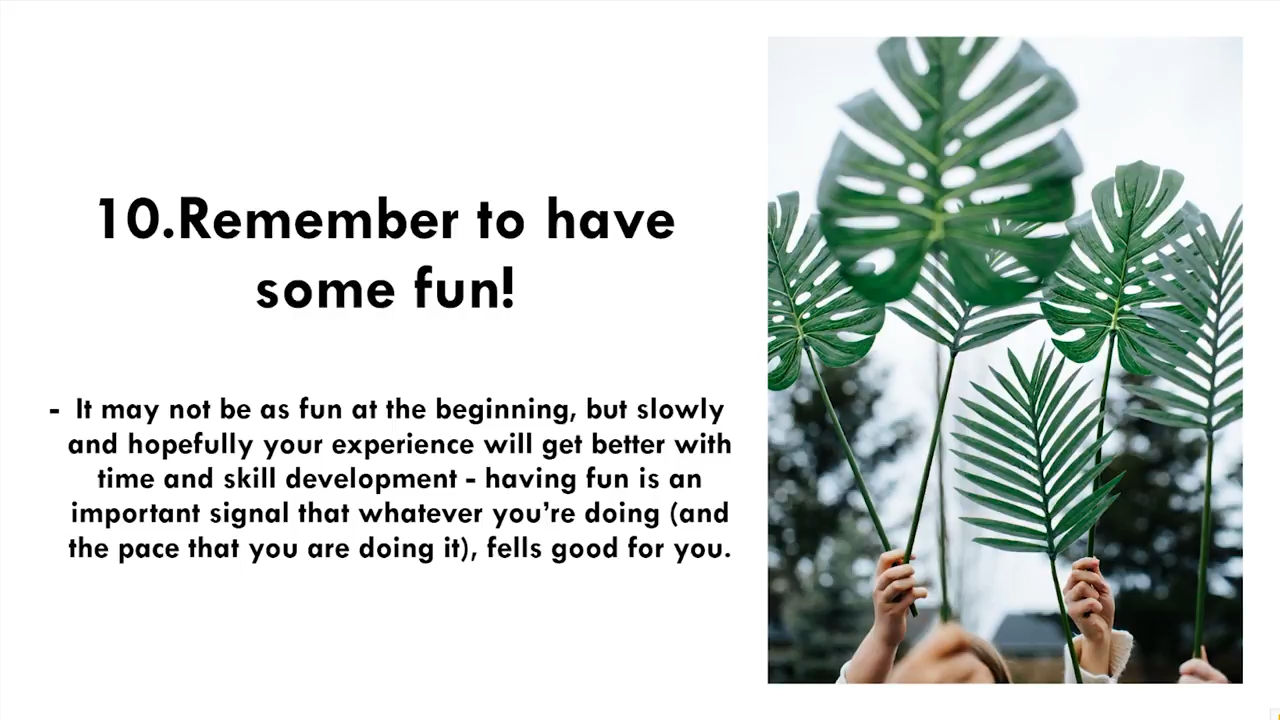 10.Remember to have
some fun!
- It may not be as fun at the beginning, but slowly
and hopefully your experience will get better with
time and skill development - having fun is an
important signal that whatever you're doing (and
the pace that you are doing it), fells good for you.